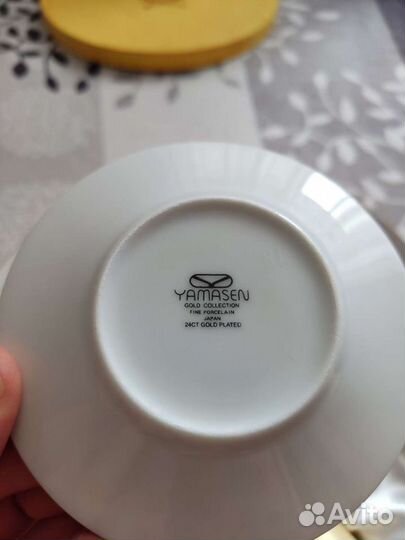 YAMASEN
GOLD COLLECTION
FINE PORCELAIN
JAPAN
24CT GOLD PLATED
Avito